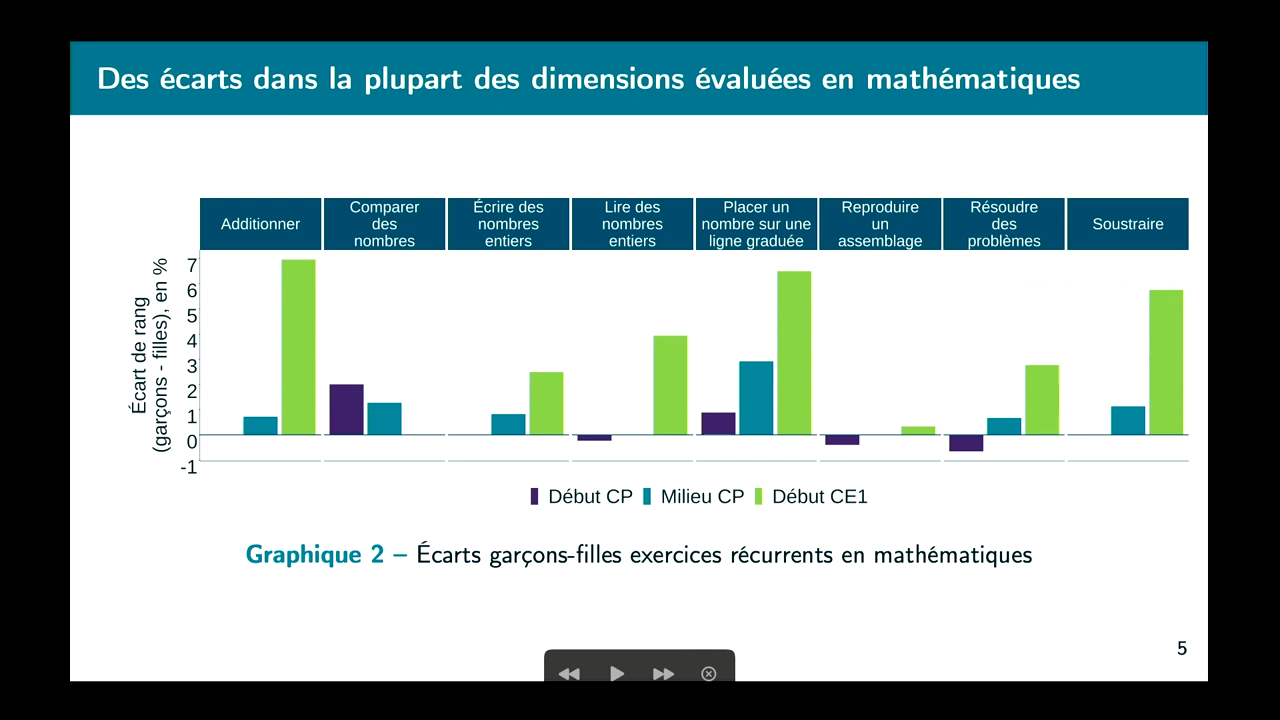 Des écarts dans la plupart des dimensions évaluées en mathématiques
Additionner
Comparer
des
nombres
Écrire des
nombres
entiers
Lire des
nombres
entiers
Placer un
nombre sur une
ligne graduée
Reproduire
un
assemblage
Résoudre
des
problèmes
Soustraire
Écart de rang
(garçons - filles), en %
7
6
5
4
3
2
1
0
-1
Début CP
Milieu CP
Début CE1
Graphique 2 – Écarts garçons-filles exercices récurrents en mathématiques
5